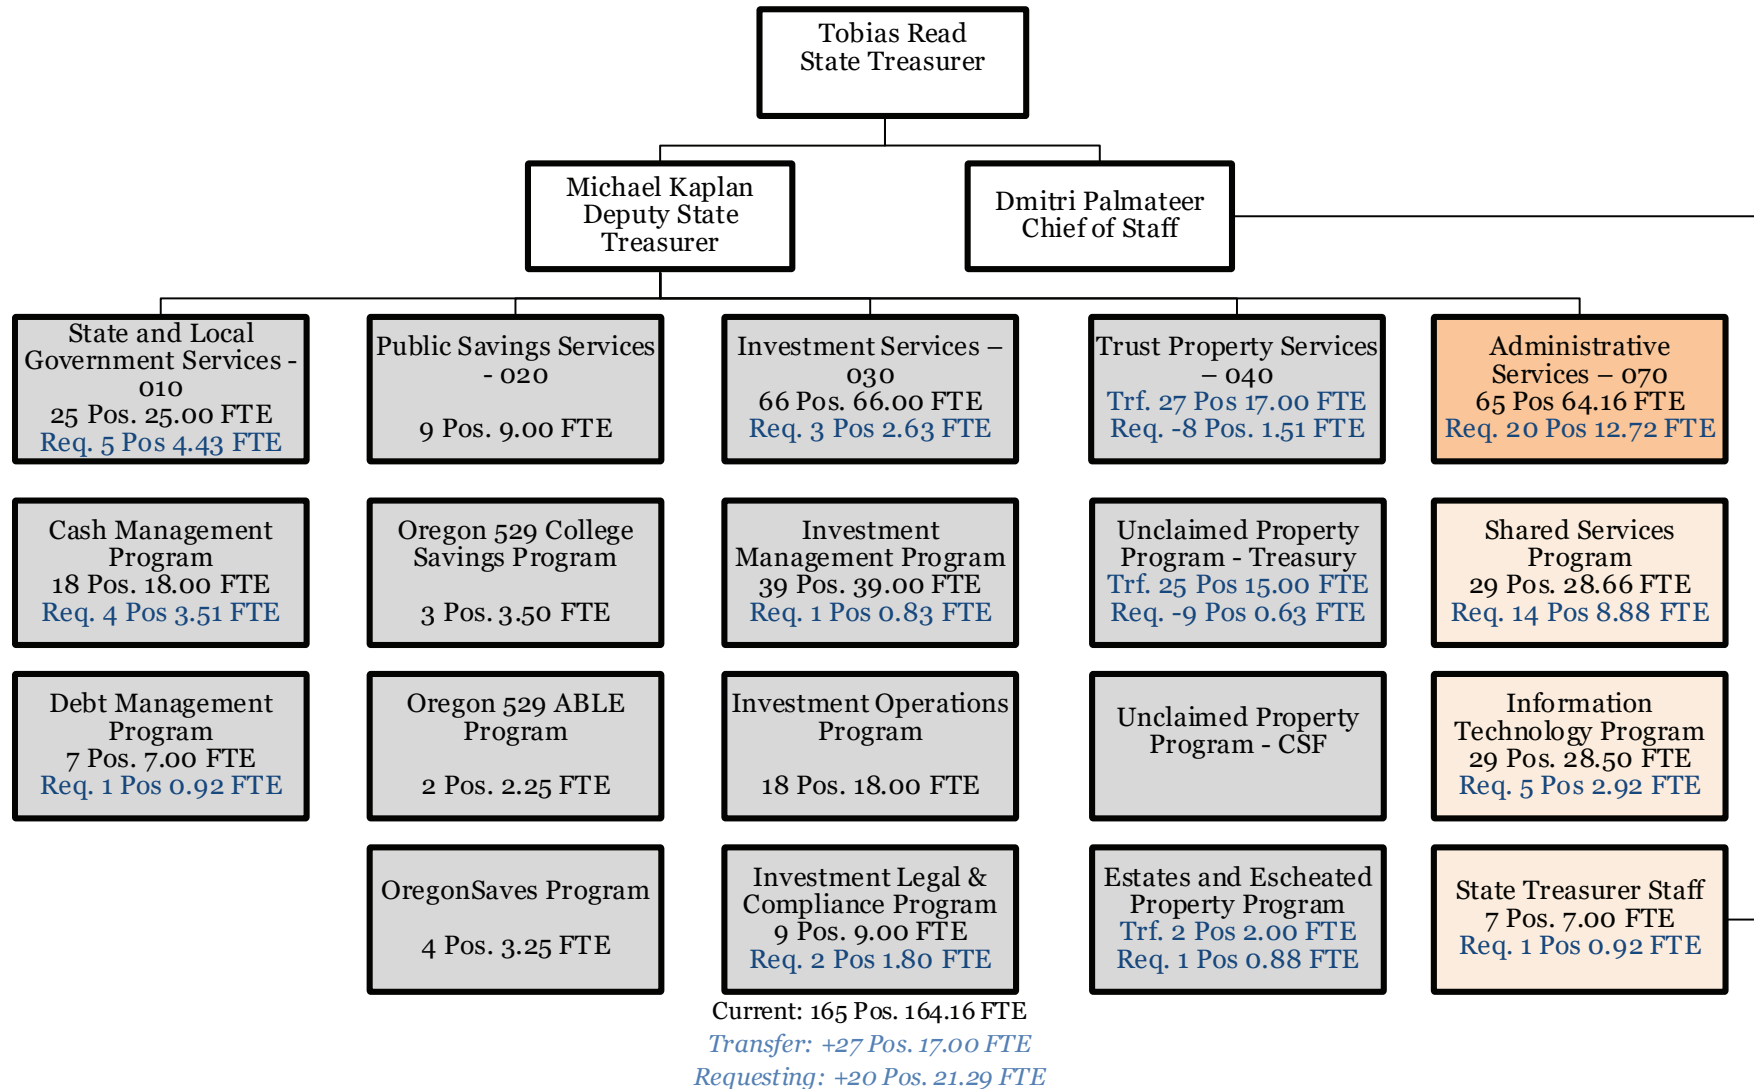 Tobias Read
State Treasurer
Michael Kaplan
Deputy State
Treasurer
Dmitri Palmateer
Chief of Staff
State and Local
Government Services -
010
25 Pos. 25.00 FTE
Req. 5 Pos 4.43 FTE
Public Savings Services
- 020
9 Pos. 9.00 FTE
Investment Services –
030
66 Pos. 66.00 FTE
Req. 3 Pos 2.63 FTE
Trust Property Services
– 040
Trf. 27 Pos 17.00 FTE
Req. -8 Pos. 1.51 FTE
Administrative
Services – 070
65 Pos 64.16 FTE
Req. 20 Pos 12.72 FTE
Cash Management
Program
18 Pos. 18.00 FTE
Req. 4 Pos 3.51 FTE
Oregon 529 College
Savings Program
3 Pos. 3.50 FTE
Investment
Management Program
39 Pos. 39.00 FTE
Req. 1 Pos 0.83 FTE
Unclaimed Property
Program - Treasury
Trf. 25 Pos 15.00 FTE
Req. -9 Pos 0.63 FTE
Shared Services
Program
29 Pos. 28.66 FTE
Req. 14 Pos 8.88 FTE
Debt Management
Program
7 Pos. 7.00 FTE
Req. 1 Pos 0.92 FTE
Oregon 529 ABLE
Program
2 Pos. 2.25 FTE
Investment Operations
Program
18 Pos. 18.00 FTE
Unclaimed Property
Program - CSF
Information
Technology Program
29 Pos. 28.50 FTE
Req. 5 Pos 2.92 FTE
OregonSaves Program
4 Pos. 3.25 FTE
Investment Legal &
Compliance Program
9 Pos. 9.00 FTE
Req. 2 Pos 1.80 FTE
Estates and Escheated
Property Program
Trf. 2 Pos 2.00 FTE
Req. 1 Pos 0.88 FTE
State Treasurer Staff
7 Pos. 7.00 FTE
Req. 1 Pos 0.92 FTE
Current: 165 Pos. 164.16 FTE
Transfer: +27 Pos. 17.00 FTE
Requesting: +20 Pos. 21.29 FTE